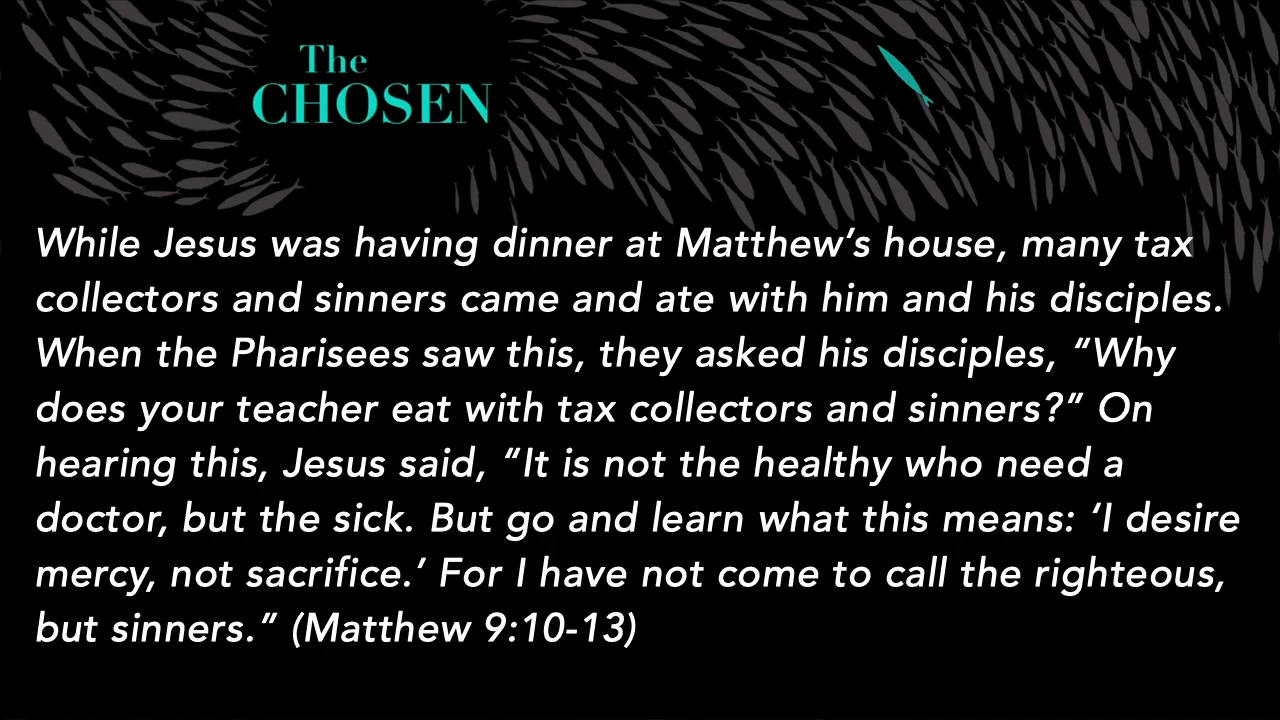 The
CHOSEN
While Jesus was having dinner at Matthew’s house, many tax
collectors and sinners came and ate with him and his disciples.
When the Pharisees saw this, they asked his disciples, “Why
does your teacher eat with tax collectors and sinners?” On
hearing this, Jesus said, “It is not the healthy who need a
doctor, but the sick. But go and learn what this means: ‘I desire
mercy, not sacrifice.’ For I have not come to call the righteous,
but sinners.” (Matthew 9:10-13)